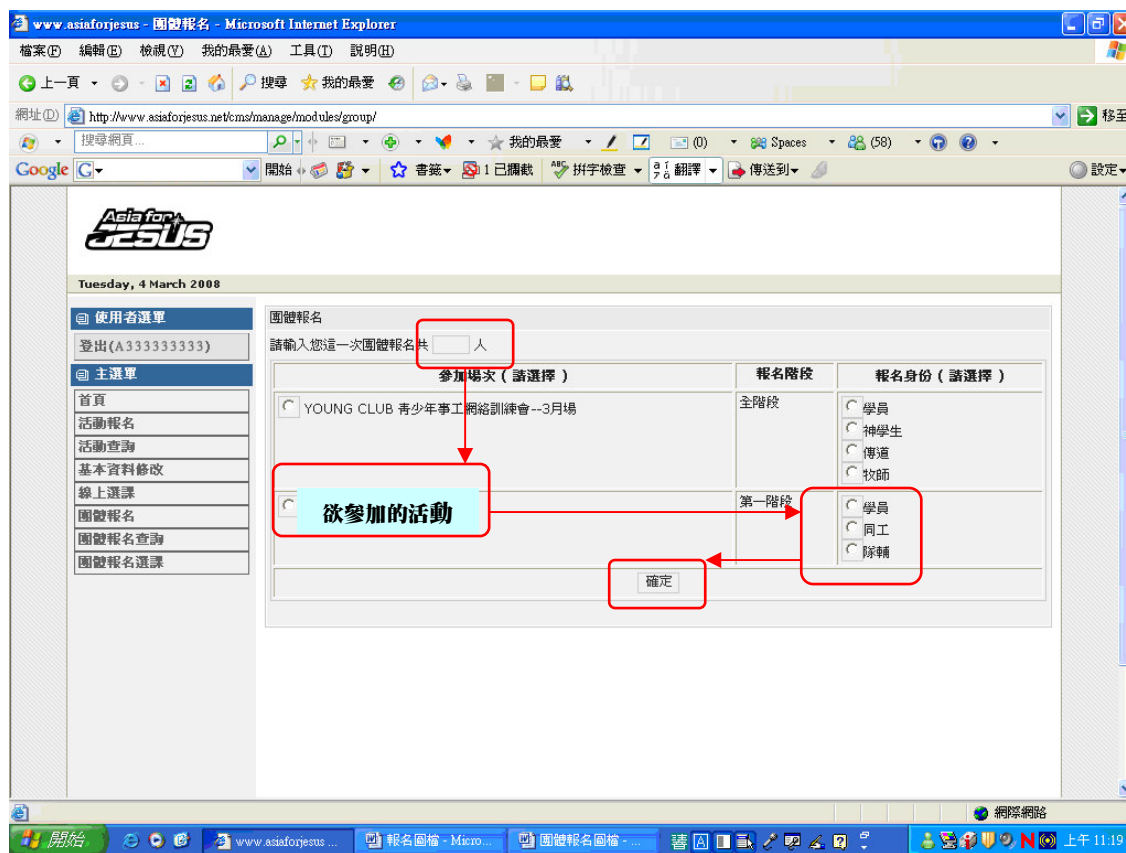 www.asiaforjesus - 團體報名 - Microsoft Internet Explorer
檔案(F) 編輯(E) 檢視(V) 我的最愛(A) 工具(T) 說明(H)
上一頁 搜尋 我的最愛
網址(D) http://www.asiaforjesus.net/cms/manage/modules/group/ 移至
搜尋網頁... 我的最愛 (0) Spaces (58)
Google G 開始 書籤 1 已攔截 拼字檢查 翻譯 傳送到 設定
Asia for JESUS
Tuesday, 4 March 2008
使用者選單
登出(A333333333)
主選單
首頁
活動報名
活動查詢
基本資料修改
線上選課
團體報名
團體報名查詢
團體報名選課
團體報名
請輸入您這一次團體報名共 人
參加場次 ( 請選擇 ) 報名階段 報名身份 ( 請選擇 )
YOUNG CLUB 青少年事工網絡訓練會--3月場 全階段
學員
神學生
傳道
牧師
欲參加的活動
第一階段
學員
同工
隊輔
確定
網際網路
開始 www.asiaforjesus ... 報名圖檔 - Micro... 團體報名圖檔 - ... 上午 11:19